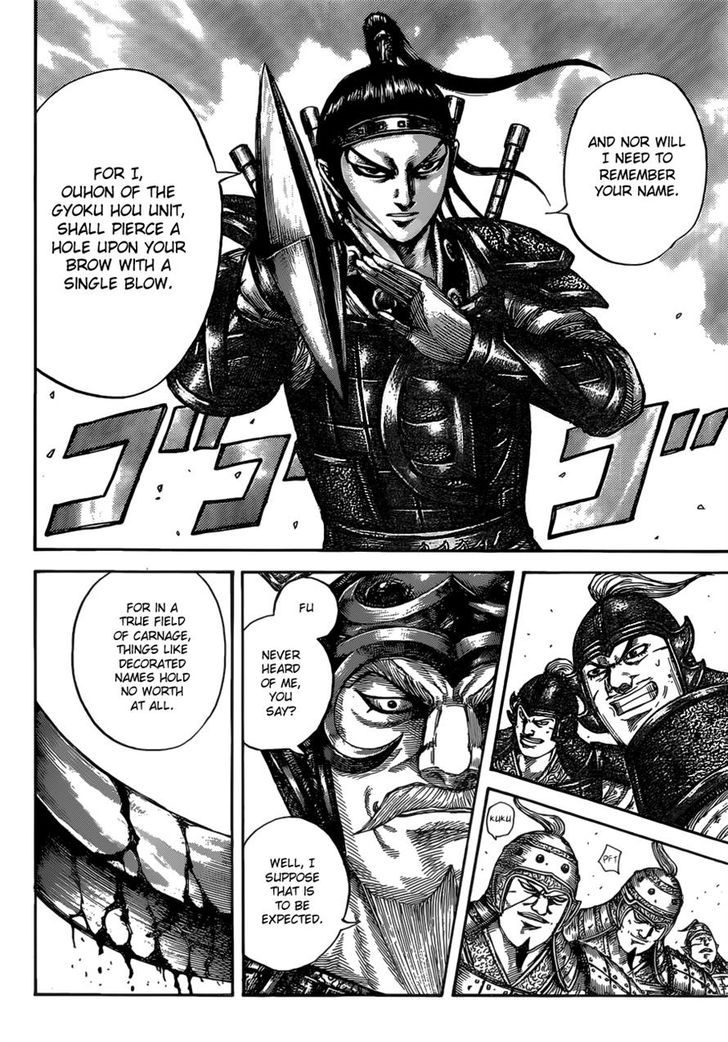 AND NOR WILL
I NEED TO
REMEMBER
YOUR NAME.
FOR I,
OUHON OF THE
GYOKU HOU UNIT,
SHALL PIERCE A
HOLE UPON YOUR
BROW WITH A
SINGLE BLOW.
ゴゴゴ
KUKU
PFT
FU
NEVER
HEARD
OF ME,
YOU
SAY?
WELL, I
SUPPOSE
THAT IS
TO BE
EXPECTED.
FOR IN A
TRUE FIELD
OF CARNAGE,
THINGS LIKE
DECORATED
NAMES HOLD
NO WORTH
AT ALL.